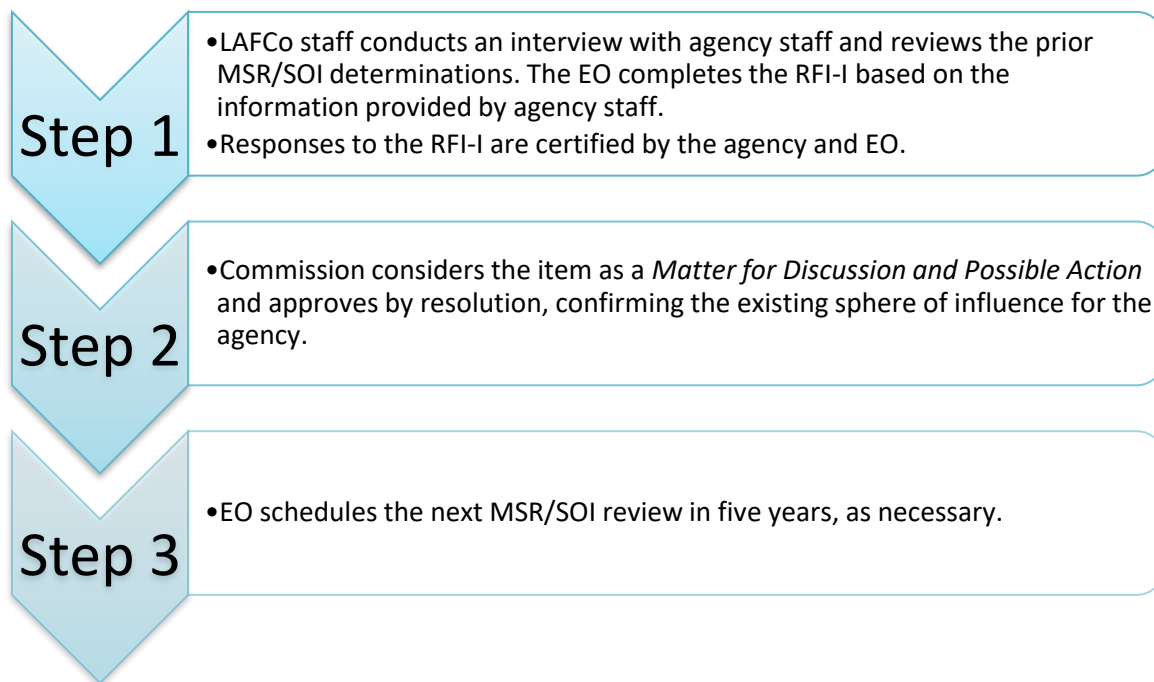 Step 1
•LAFCo staff conducts an interview with agency staff and reviews the prior
MSR/SOI determinations. The EO completes the RFI-I based on the
information provided by agency staff.
•Responses to the RFI-I are certified by the agency and EO.
Step 2
•Commission considers the item as a Matter for Discussion and Possible Action
and approves by resolution, confirming the existing sphere of influence for the
agency.
Step 3
•EO schedules the next MSR/SOI review in five years, as necessary.